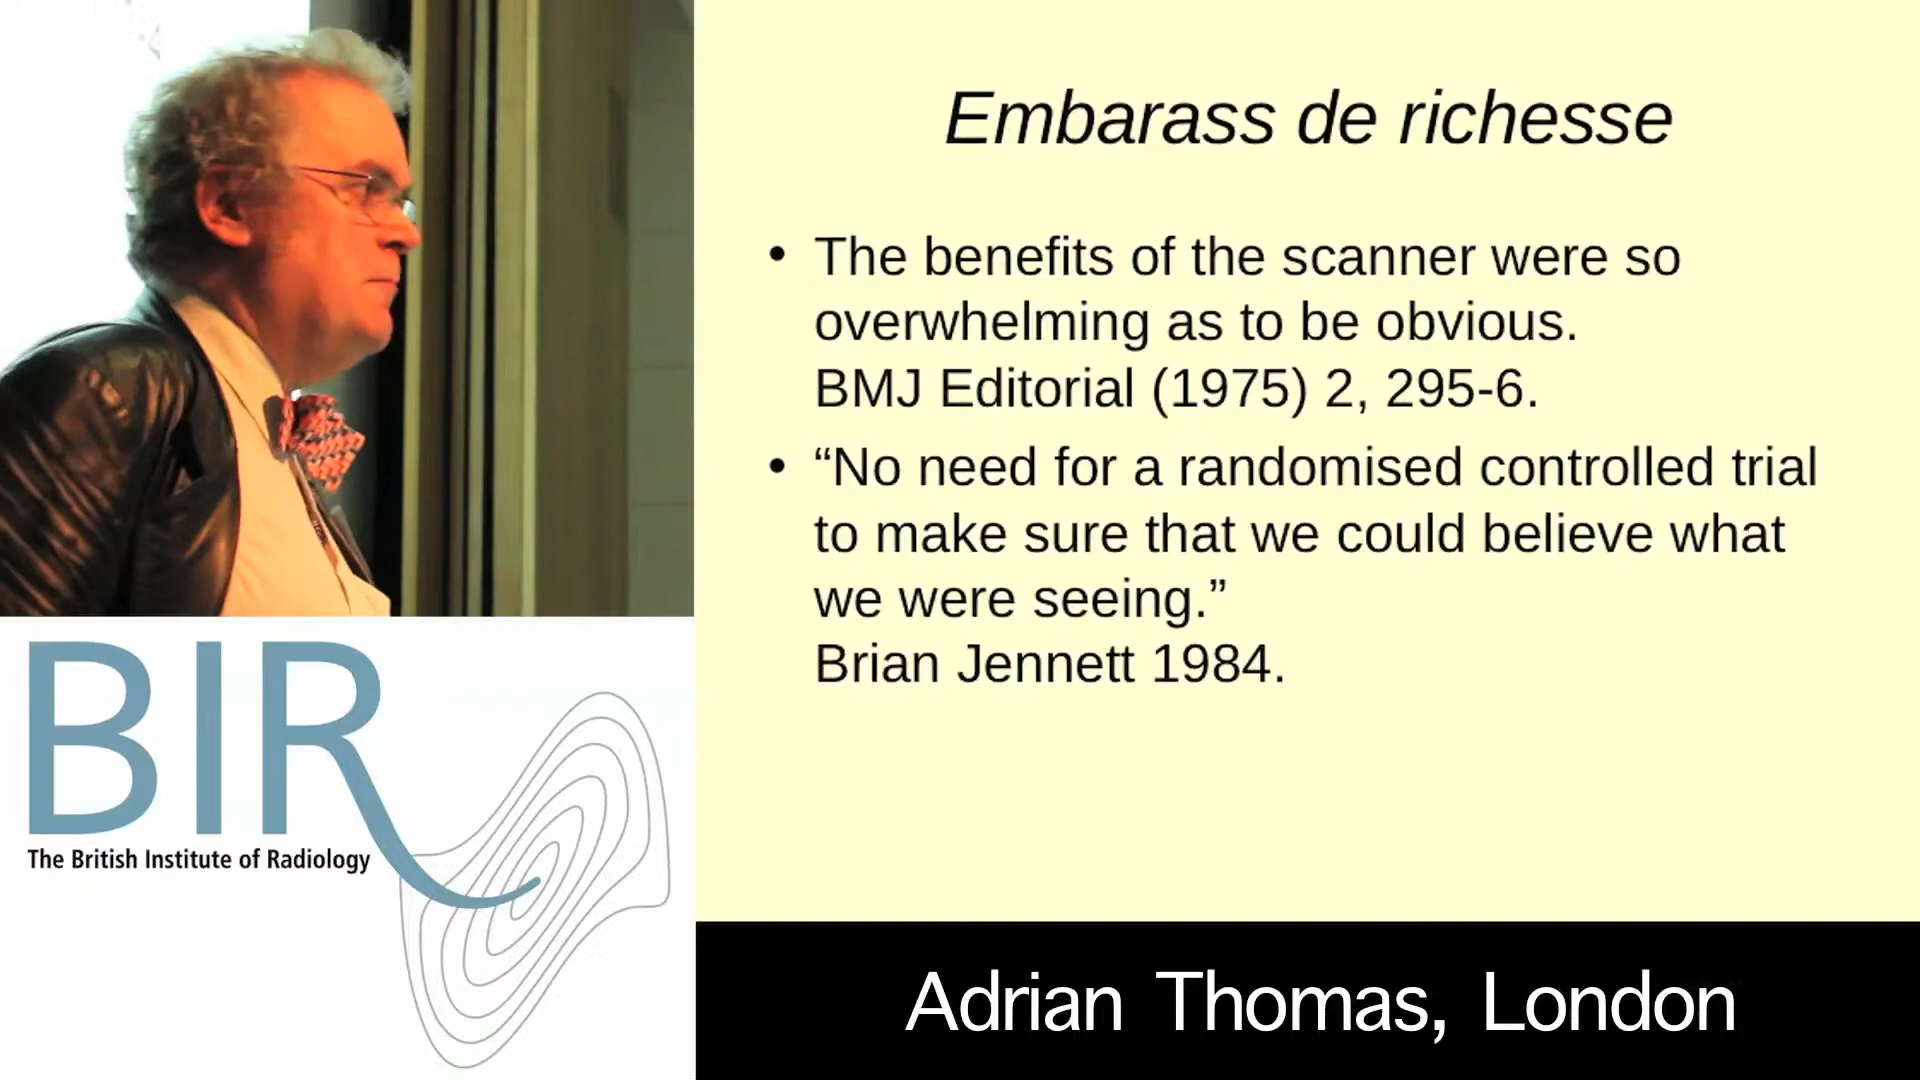 Embarass de richesse
• The benefits of the scanner were so
overwhelming as to be obvious.
BMJ Editorial (1975) 2, 295-6.
• “No need for a randomised controlled trial
to make sure that we could believe what
we were seeing.”
Brian Jennett 1984.
BIR
The British Institute of Radiology
Adrian Thomas, London